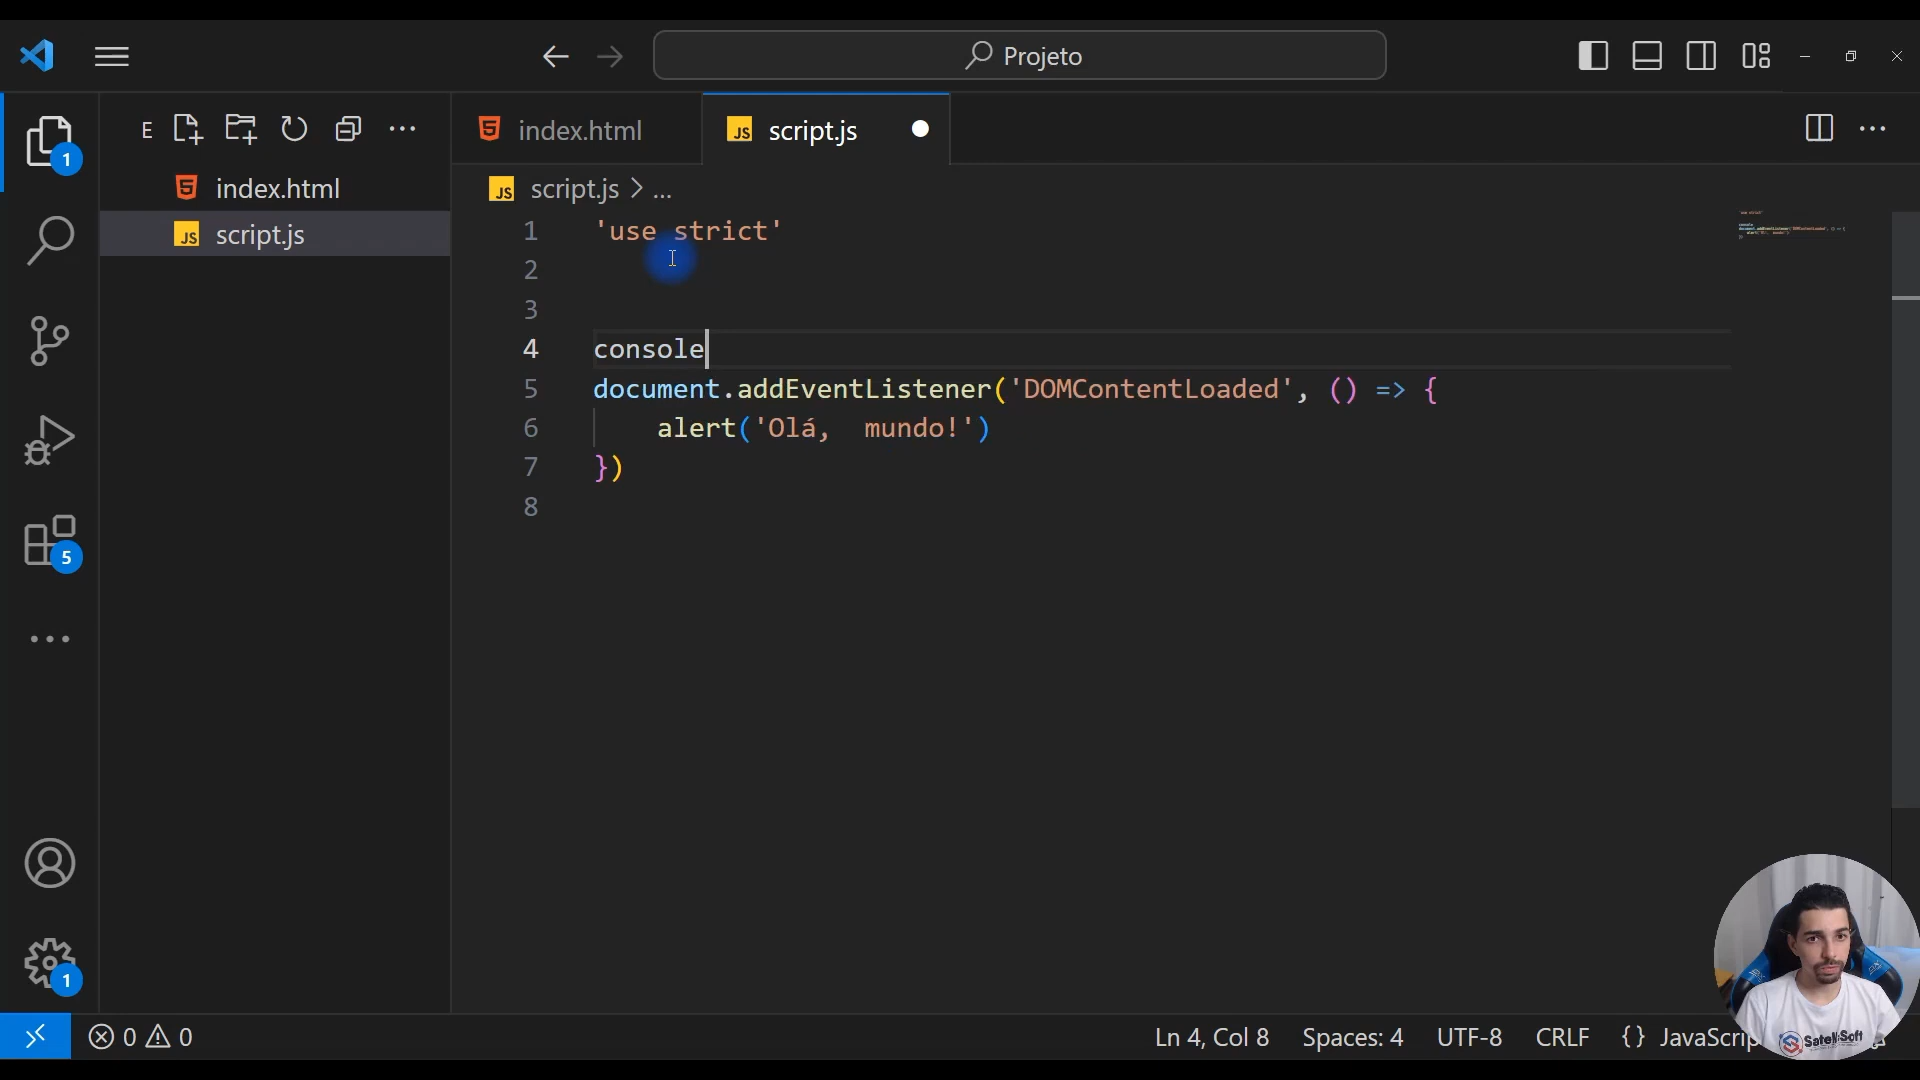 Projeto
E
index.html
script.js
index.html
script.js
script.js > ...
1 'use strict'
2
3
4 console
5 document.addEventListener('DOMContentLoaded', () => {
6 alert('Olá,  mundo!')
7 })
8
1
5
1
0 0
Ln 4, Col 8
Spaces: 4
UTF-8
CRLF
{} JavaScrip
SatelliSoft